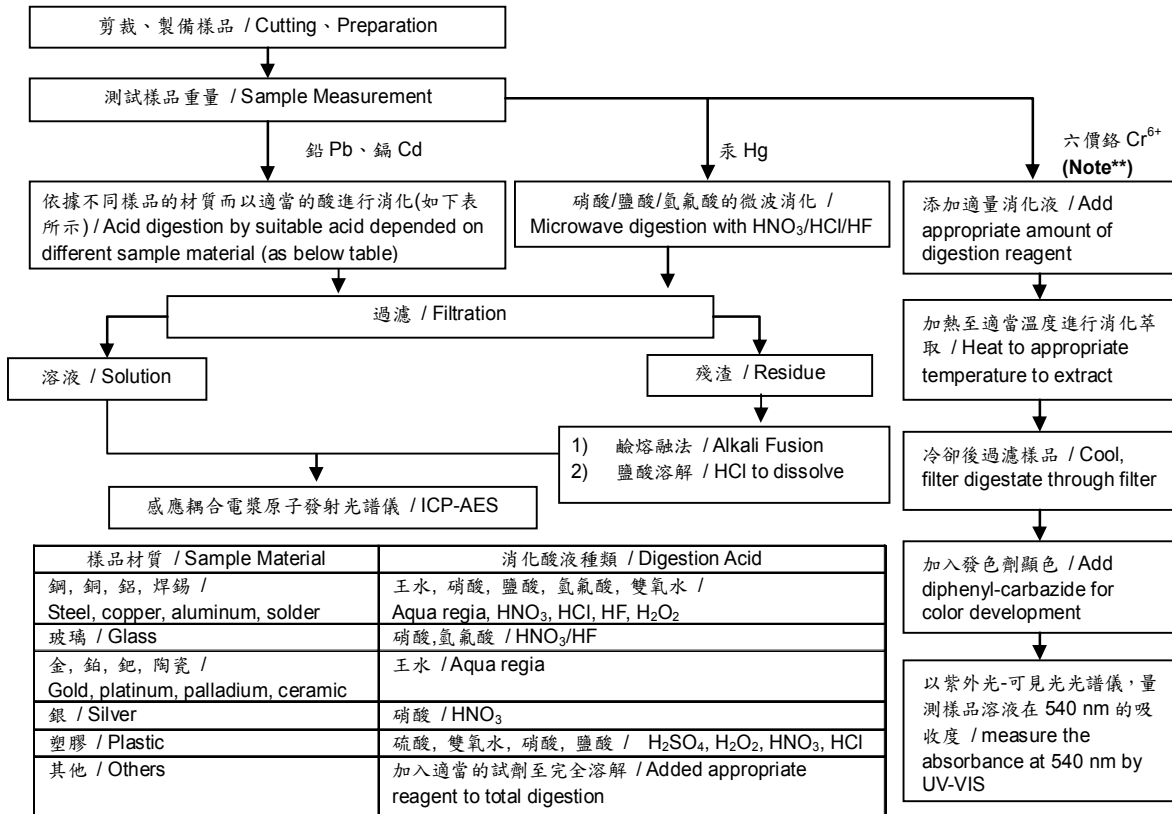 剪裁、製備樣品 / Cutting、Preparation
測試樣品重量 / Sample Measurement
鉛 Pb、鎘 Cd
汞 Hg
六價鉻 Cr⁶⁺
(Note**)
依據不同樣品的材質而以適當的酸進行消化(如下表
所示) / Acid digestion by suitable acid depended on
different sample material (as below table)
硝酸/鹽酸/氫氟酸的微波消化 /
Microwave digestion with HNO₃/HCl/HF
添加適量消化液 / Add
appropriate amount of
digestion reagent
過濾 / Filtration
加熱至適當溫度進行消化萃
取 / Heat to appropriate
temperature to extract
溶液 / Solution
殘渣 / Residue
1) 鹼熔融法 / Alkali Fusion
2) 鹽酸溶解 / HCl to dissolve
冷卻後過濾樣品 / Cool,
filter digestate through filter
感應耦合電漿原子發射光譜儀 / ICP-AES
加入發色劑顯色 / Add
diphenyl-carbazide for
color development
以紫外光-可見光光譜儀，量
測樣品溶液在 540 nm 的吸
收度 / measure the
absorbance at 540 nm by
UV-VIS
樣品材質 / Sample Material 消化酸液種類 / Digestion Acid
鋼, 銅, 鋁, 焊錫 / 王水, 硝酸, 鹽酸, 氫氟酸, 雙氧水 /
Steel, copper, aluminum, solder Aqua regia, HNO₃, HCl, HF, H₂O₂
玻璃 / Glass 硝酸,氫氟酸 / HNO₃/HF
金, 鉑, 鈀, 陶瓷 / 王水 / Aqua regia
Gold, platinum, palladium, ceramic
銀 / Silver 硝酸 / HNO₃
塑膠 / Plastic 硫酸, 雙氧水, 硝酸, 鹽酸 / H₂SO₄, H₂O₂, HNO₃, HCl
其他 / Others 加入適當的試劑至完全溶解 / Added appropriate
reagent to total digestion